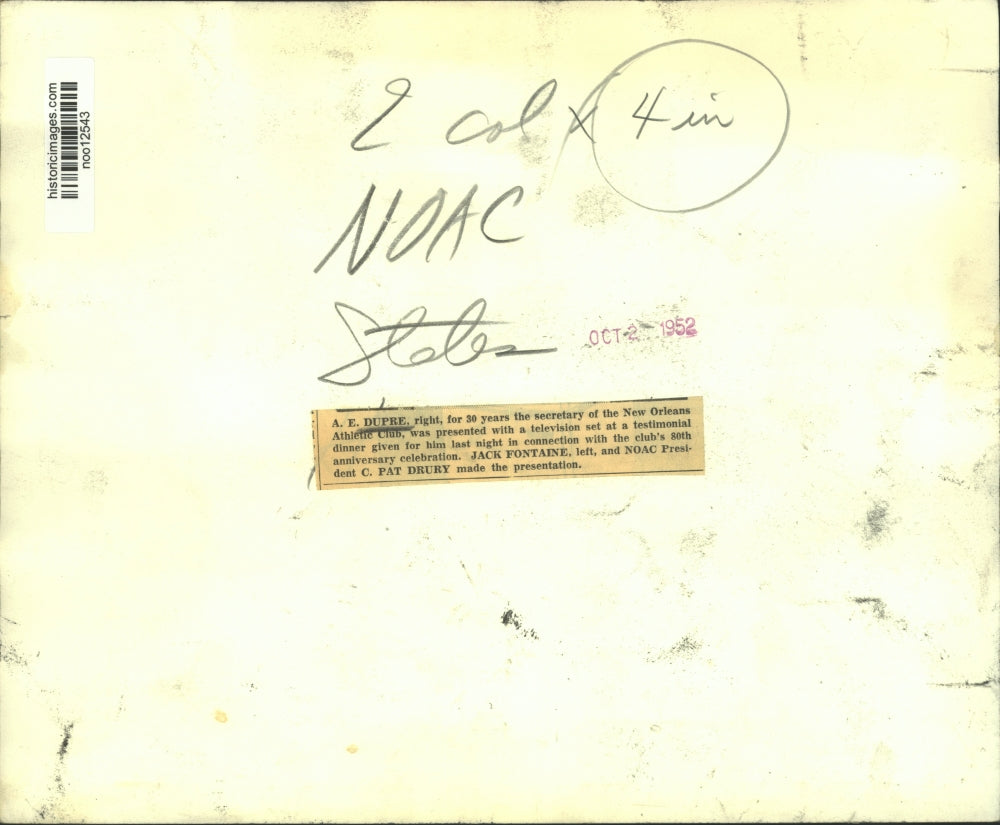 historicimages.com
noo12543
2 col x 4 in
NOAC
States
OCT 2 1952
A. E. DUPRE, right, for 30 years the secretary of the New Orleans
Athletic Club, was presented with a television set at a testimonial
dinner given for him last night in connection with the club's 80th
anniversary celebration. JACK FONTAINE, left, and NOAC Presi-
dent C. PAT DRURY made the presentation.